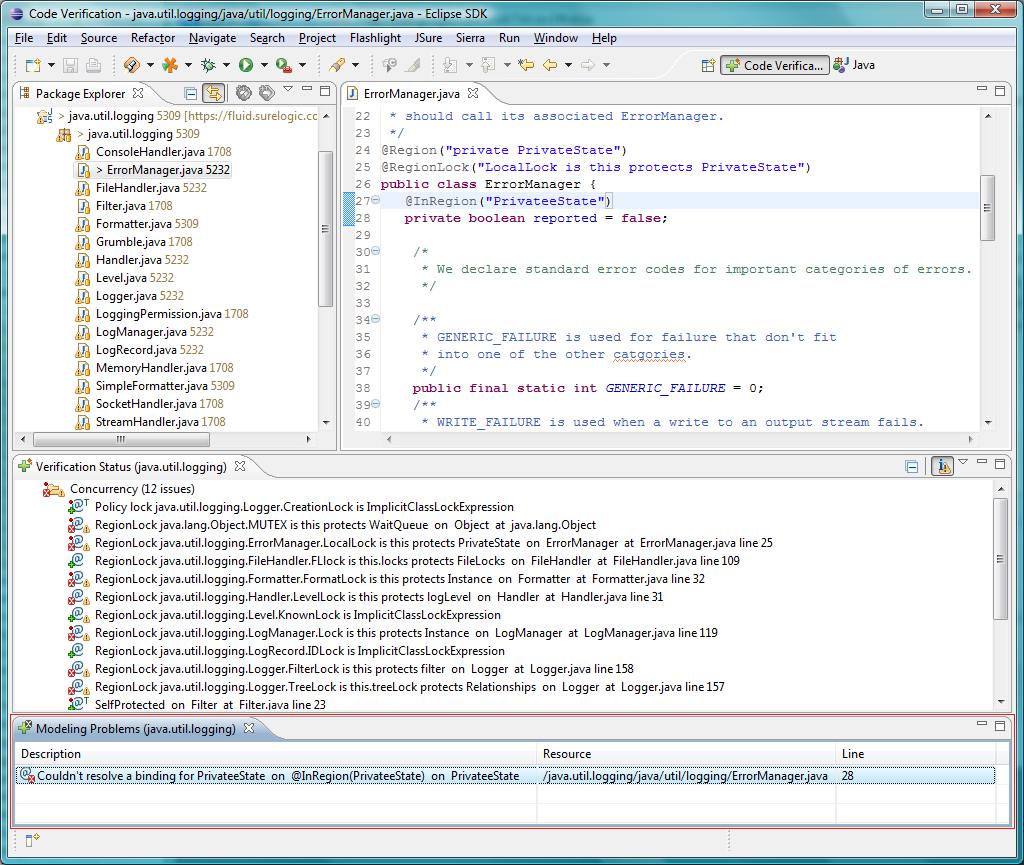 Code Verification - java.util.logging/java/util/logging/ErrorManager.java - Eclipse SDK
File Edit Source Refactor Navigate Search Project Flashlight JSure Sierra Run Window Help
Code Verifica... Java
Package Explorer
> java.util.logging 5309 [https://fluid.surelogic.cc
> java.util.logging 5309
ConsoleHandler.java 1708
> ErrorManager.java 5232
FileHandler.java 5232
Filter.java 1708
Formatter.java 5309
Grumble.java 1708
Handler.java 5232
Level.java 5232
Logger.java 5232
LoggingPermission.java 1708
LogManager.java 5232
LogRecord.java 5232
MemoryHandler.java 1708
SimpleFormatter.java 5309
SocketHandler.java 1708
StreamHandler.java 1708
ErrorManager.java
22 * should call its associated ErrorManager.
23 */
24 @Region("private PrivateState")
25 @RegionLock("LocalLock is this protects PrivateState")
26 public class ErrorManager {
27 @InRegion("PrivateeState")
28 private boolean reported = false;
29
30 /*
31 * We declare standard error codes for important categories of errors.
32 */
33
34 /**
35 * GENERIC_FAILURE is used for failure that don't fit
36 * into one of the other catgories.
37 */
38 public final static int GENERIC_FAILURE = 0;
39 /**
40 * WRITE_FAILURE is used when a write to an output stream fails.
Verification Status (java.util.logging)
Concurrency (12 issues)
Policy lock java.util.logging.Logger.CreationLock is ImplicitClassLockExpression
RegionLock java.lang.Object.MUTEX is this protects WaitQueue on Object at java.lang.Object
RegionLock java.util.logging.ErrorManager.LocalLock is this protects PrivateState on ErrorManager at ErrorManager.java line 25
RegionLock java.util.logging.FileHandler.FLlock is this.locks protects FileLocks on FileHandler at FileHandler.java line 109
RegionLock java.util.logging.Formatter.FormatLock is this protects Instance on Formatter at Formatter.java line 32
RegionLock java.util.logging.Handler.LevelLock is this protects logLevel on Handler at Handler.java line 31
RegionLock java.util.logging.Level.KnownLock is ImplicitClassLockExpression
RegionLock java.util.logging.LogManager.Lock is this protects Instance on LogManager at LogManager.java line 119
RegionLock java.util.logging.LogRecord.IDLock is ImplicitClassLockExpression
RegionLock java.util.logging.Logger.FilterLock is this protects filter on Logger at Logger.java line 158
RegionLock java.util.logging.Logger.TreeLock is this.treeLock protects Relationships on Logger at Logger.java line 157
SelfProtected on Filter at Filter.java line 23
Modeling Problems (java.util.logging)
Description Resource Line
Couldn't resolve a binding for PrivateeState on @InRegion(PrivateeState) on PrivateeState /java.util.logging/java/util/logging/ErrorManager.java 28